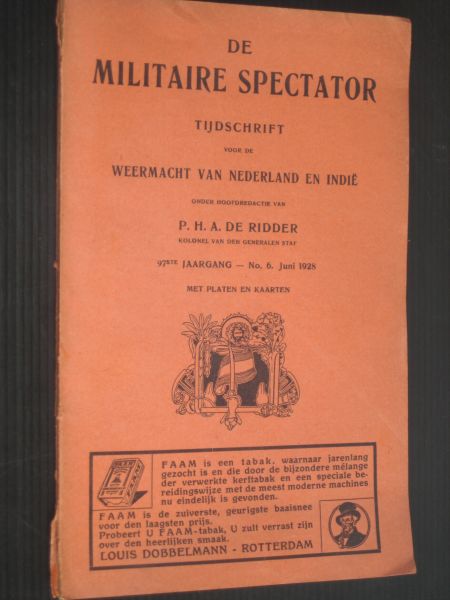 DE
MILITAIRE SPECTATOR
TIJDSCHRIFT
VOOR DE
WEERMACHT VAN NEDERLAND EN INDIË
ONDER HOOFDREDACTIE VAN
P. H. A. DE RIDDER
KOLONEL VAN DEN GENERALEN STAF
97STE JAARGANG — No. 6. Juni 1928
MET PLATEN EN KAARTEN
FAAM is een tabak, waarnaar jarenlang
gezocht is en die door de bijzondere mélange
der verwerkte kerftabak en een speciale be-
reidingswijze met de meest moderne machines
nu eindelijk is gevonden.
FAAM is de zuiverste, geurigste baaisnee
voor den laagsten prijs.
Probeert U FAAM-tabak, U zult verrast zijn
over den heerlijken smaak.
LOUIS DOBBELMANN - ROTTERDAM